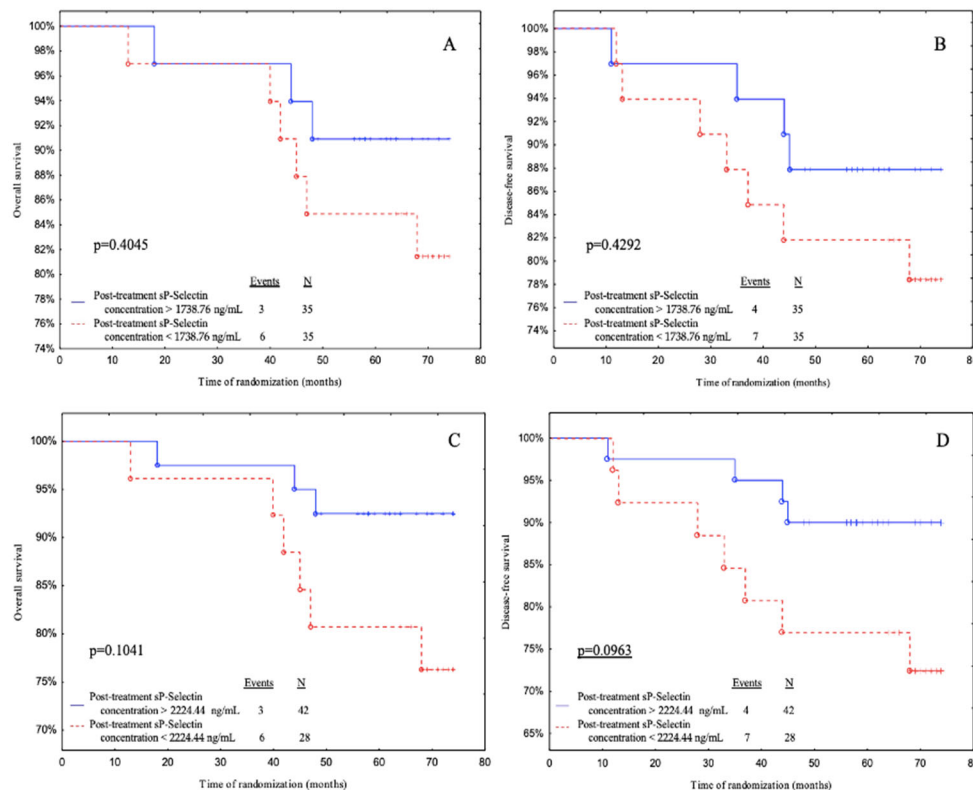 A
100%
98%
96%
94%
92%
90%
88%
86%
84%
82%
80%
78%
76%
74%
Overall survival
p=0.4045
Events N
Post-treatment sP-Selectin
concentration > 1738.76 ng/mL 3 35
Post-treatment sP-Selectin
concentration < 1738.76 ng/mL 6 35
0 10 20 30 40 50 60 70 80
Time of randomization (months)
B
100%
98%
96%
94%
92%
90%
88%
86%
84%
82%
80%
78%
76%
74%
Disease-free survival
p=0.4292
Events N
Post-treatment sP-Selectin
concentration > 1738.76 ng/mL 4 35
Post-treatment sP-Selectin
concentration < 1738.76 ng/mL 7 35
0 10 20 30 40 50 60 70 80
Time of randomization (months)
C
100%
95%
90%
85%
80%
75%
70%
Overall survival
p=0.1041
Events N
Post-treatment sP-Selectin
concentration > 2224.44 ng/mL 3 42
Post-treatment sP-Selectin
concentration < 2224.44 ng/mL 6 28
0 10 20 30 40 50 60 70 80
Time of randomization (months)
D
100%
95%
90%
85%
80%
75%
70%
65%
Disease-free survival
p=0.0963
Events N
Post-treatment sP-Selectin
concentration > 2224.44 ng/mL 4 42
Post-treatment sP-Selectin
concentration < 2224.44 ng/mL 7 28
0 10 20 30 40 50 60 70 80
Time of randomization (months)